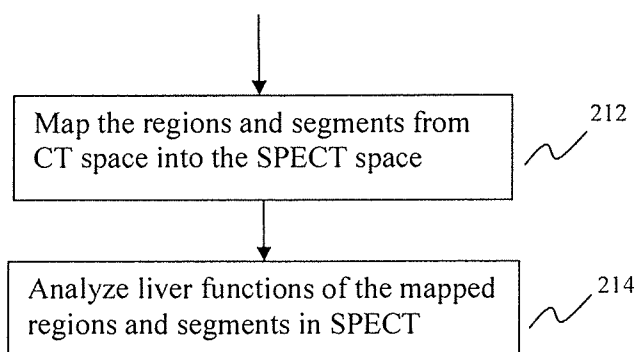 Map the regions and segments from
CT space into the SPECT space
212
Analyze liver functions of the mapped
regions and segments in SPECT
214